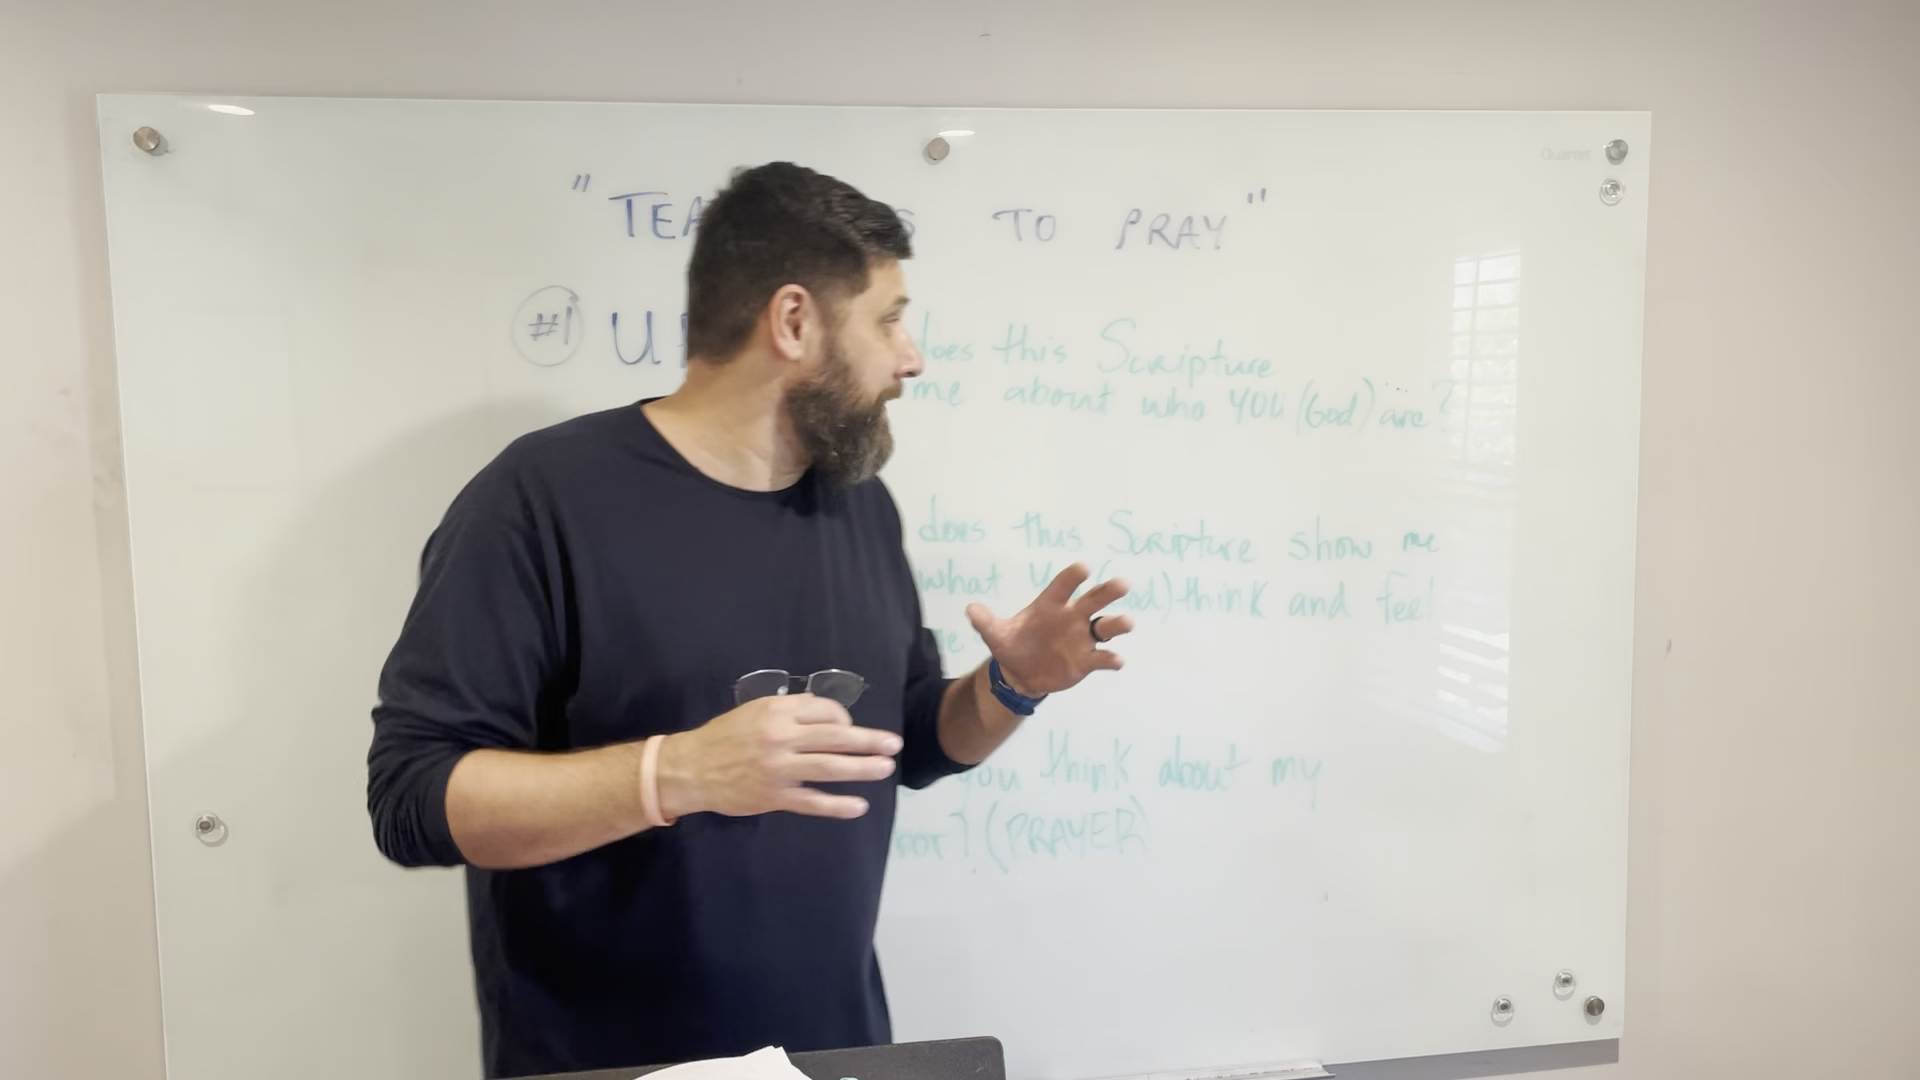 " TEA S TO PRAY "
#1 U does this Scripture
me about who YOU (God) are?
does this Scripture show me
what (God) think and feel
you think about my
? (PRAYER)
Quartet